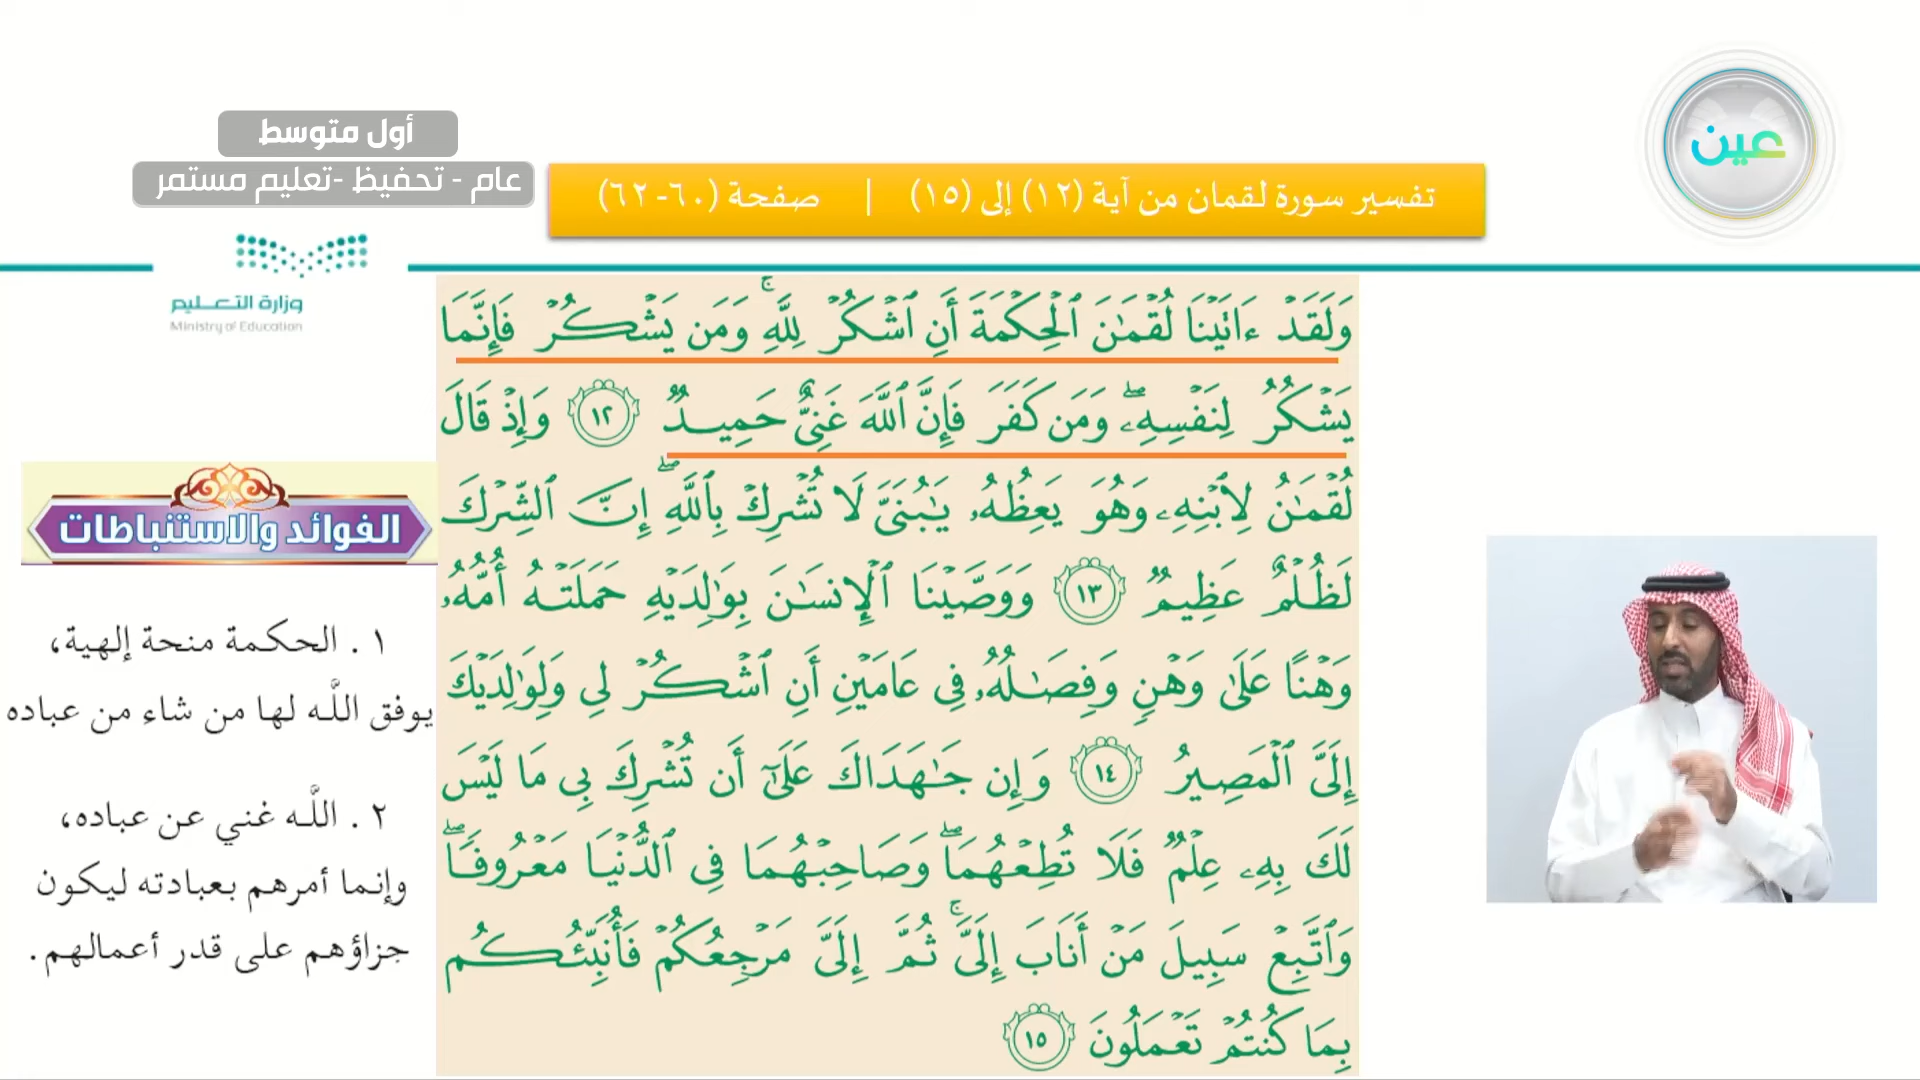 أول متوسط
عام - تحفيظ -تعليم مستمر
عين
تفسير سورة لقمان من آية (١٢) إلى (١٥) | صفحة (٦٠- ٦٢)
وزارة التعـليم
Ministry of Education
وَلَقَدۡ ءَاتَيۡنَا لُقۡمَٰنَ ٱلۡحِكۡمَةَ أَنِ ٱشۡكُرۡ لِلَّهِۚ وَمَن يَشۡكُرۡ فَإِنَّمَا
يَشۡكُرُ لِنَفۡسِهِۦۖ وَمَن كَفَرَ فَإِنَّ ٱللَّهَ غَنِيٌّ حَمِيدٞ ١٢ وَإِذۡ قَالَ
لُقۡمَٰنُ لِٱبۡنِهِۦ وَهُوَ يَعِظُهُۥ يَٰبُنَيَّ لَا تُشۡرِكۡ بِٱللَّهِۖ إِنَّ ٱلشِّرۡكَ
لَظُلۡمٌ عَظِيمٞ ١٣ وَوَصَّيۡنَا ٱلۡإِنسَٰنَ بِوَٰلِدَيۡهِ حَمَلَتۡهُ أُمُّهُۥ
وَهۡنًا عَلَىٰ وَهۡنٖ وَفِصَٰلُهُۥ فِي عَامَيۡنِ أَنِ ٱشۡكُرۡ لِي وَلِوَٰلِدَيۡكَ
إِلَيَّ ٱلۡمَصِيرُ ١٤ وَإِن جَٰهَدَاكَ عَلَىٰٓ أَن تُشۡرِكَ بِي مَا لَيۡسَ
لَكَ بِهِۦ عِلۡمٞ فَلَا تُطِعۡهُمَاۖ وَصَاحِبۡهُمَا فِي ٱلدُّنۡيَا مَعۡرُوفٗاۖ
وَٱتَّبِعۡ سَبِيلَ مَنۡ أَنَابَ إِلَيَّۚ ثُمَّ إِلَيَّ مَرۡجِعُكُمۡ فَأُنَبِّئُكُم
بِمَا كُنتُمۡ تَعۡمَلُونَ ١٥
الفوائد والاستنباطات
١ . الحكمة منحة إلهية،
يوفق اللَّه لها من شاء من عباده
٢ . اللَّه غني عن عباده،
وإنما أمرهم بعبادته ليكون
جزاؤهم على قدر أعمالهم.